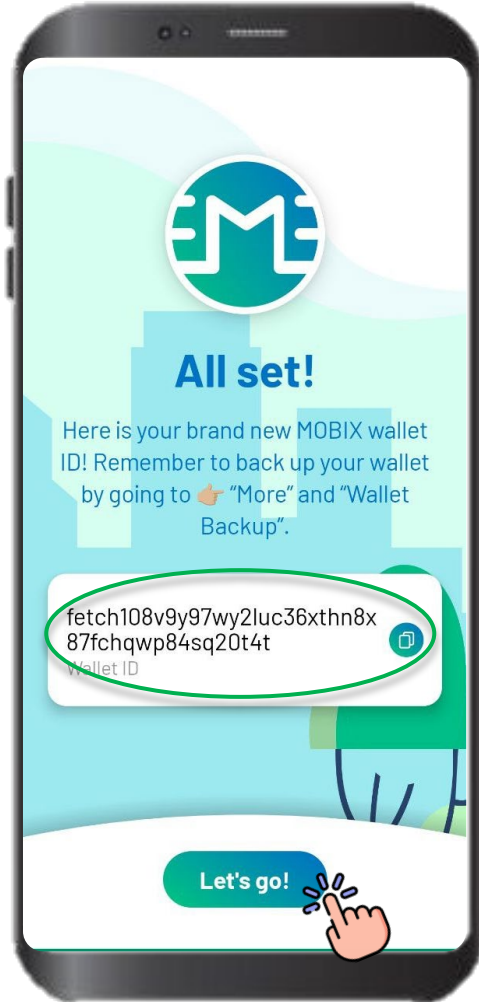 All set!
Here is your brand new MOBIX wallet
ID! Remember to back up your wallet
by going to 👉🏼 “More” and “Wallet
Backup”.
fetch108v9y97wy2luc36xthn8x
87fchqwp84sq20t4t
Wallet ID
Let's go!